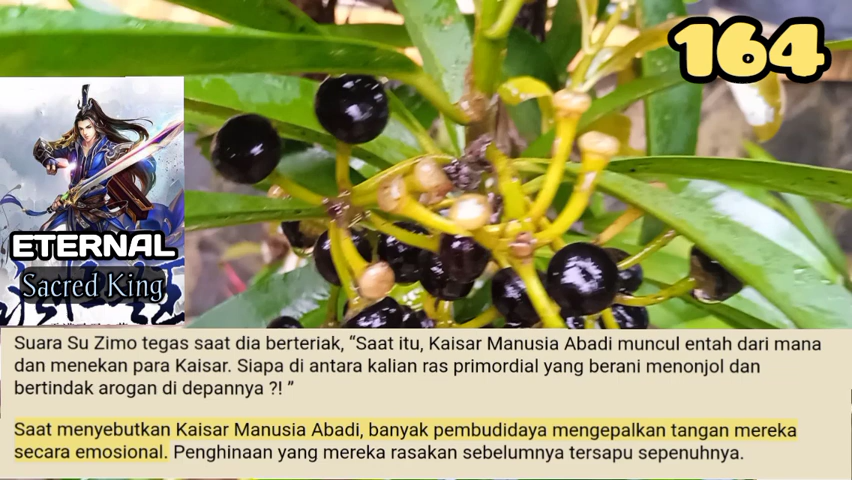 164
ETERNAL
Sacred King
Suara Su Zimo tegas saat dia berteriak, “Saat itu, Kaisar Manusia Abadi muncul entah dari mana
dan menekan para Kaisar. Siapa di antara kalian ras primordial yang berani menonjol dan
bertindak arogan di depannya ?! ”
Saat menyebutkan Kaisar Manusia Abadi, banyak pembudidaya mengepalkan tangan mereka
secara emosional. Penghinaan yang mereka rasakan sebelumnya tersapu sepenuhnya.